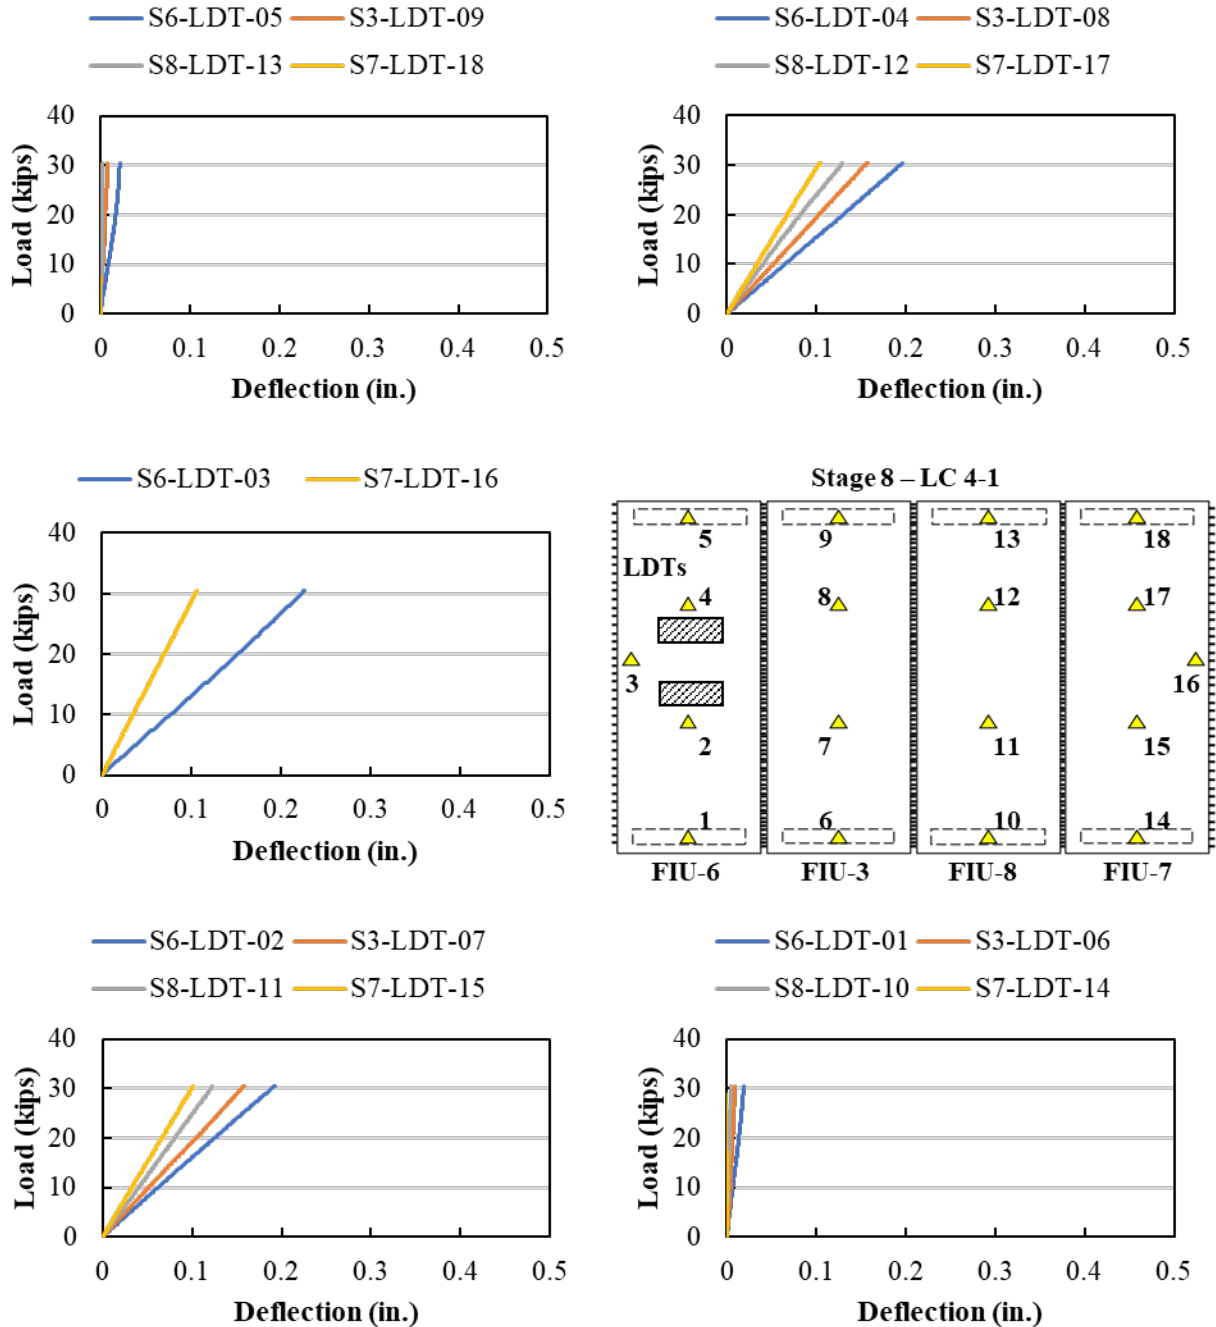 S6-LDT-05 S3-LDT-09
S8-LDT-13 S7-LDT-18
Load (kips)
40
30
20
10
0
0 0.1 0.2 0.3 0.4 0.5
Deflection (in.)
S6-LDT-04 S3-LDT-08
S8-LDT-12 S7-LDT-17
Load (kips)
40
30
20
10
0
0 0.1 0.2 0.3 0.4 0.5
Deflection (in.)
S6-LDT-03 S7-LDT-16
Load (kips)
40
30
20
10
0
0 0.1 0.2 0.3 0.4 0.5
Deflection (in.)
Stage 8 – LC 4-1
5 9 13 18
LDTs
4 8 12 17
3 16
2 7 11 15
1 6 10 14
FIU-6 FIU-3 FIU-8 FIU-7
S6-LDT-02 S3-LDT-07
S8-LDT-11 S7-LDT-15
Load (kips)
40
30
20
10
0
0 0.1 0.2 0.3 0.4 0.5
Deflection (in.)
S6-LDT-01 S3-LDT-06
S8-LDT-10 S7-LDT-14
Load (kips)
40
30
20
10
0
0 0.1 0.2 0.3 0.4 0.5
Deflection (in.)